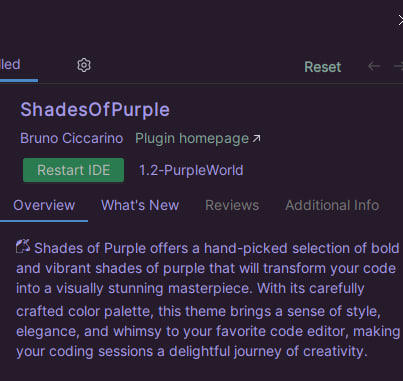 lled
Reset
ShadesOfPurple
Bruno Ciccarino Plugin homepage ↗
Restart IDE 1.2-PurpleWorld
Overview What's New Reviews Additional Info
Shades of Purple offers a hand-picked selection of bold
and vibrant shades of purple that will transform your code
into a visually stunning masterpiece. With its carefully
crafted color palette, this theme brings a sense of style,
elegance, and whimsy to your favorite code editor, making
your coding sessions a delightful journey of creativity.